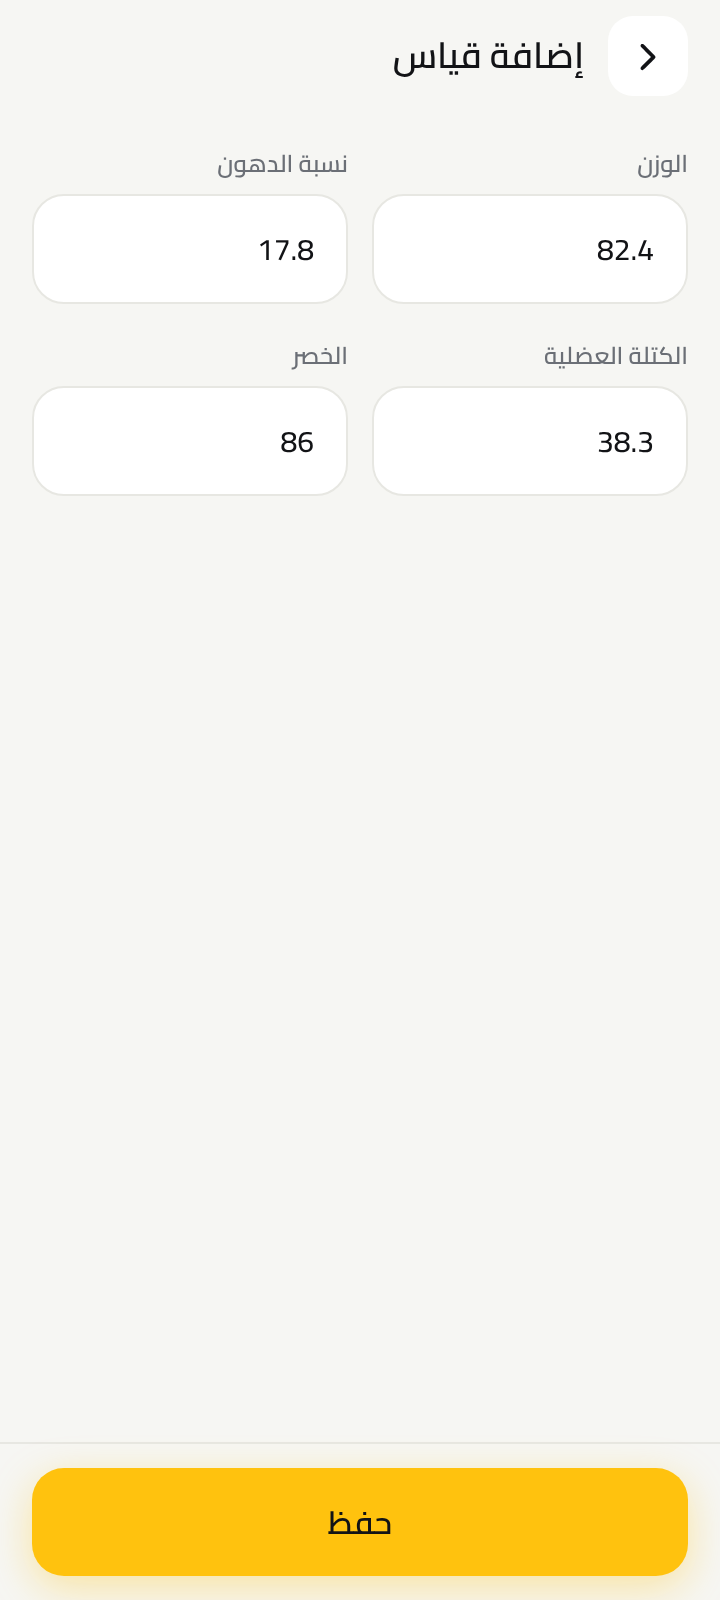 إضافة قياس
الوزن
نسبة الدهون
82.4
17.8
الكتلة العضلية
الخصر
38.3
86
حفظ